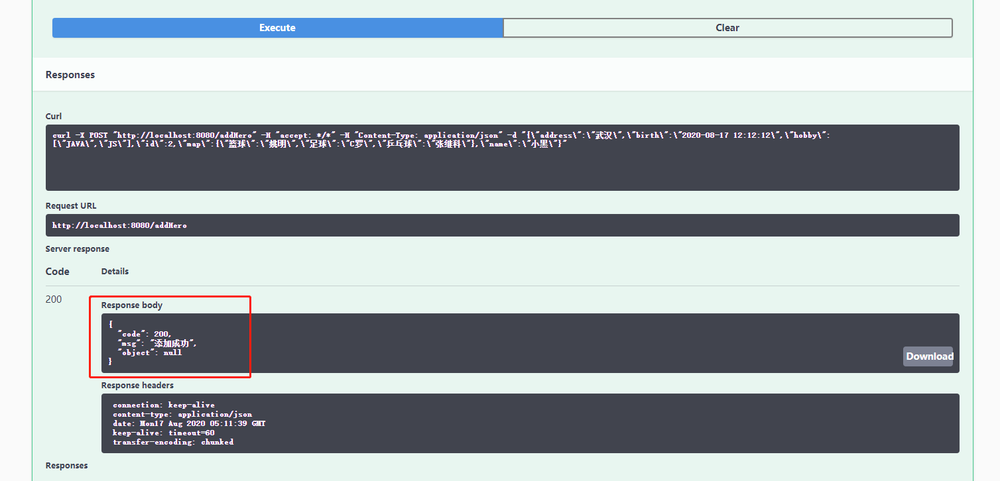 Execute
Clear
Responses
Curl
curl -X POST "http://localhost:8080/addHero" -H "accept: */*" -H "Content-Type: application/json" -d "{\"address\":\"武汉\",\"birth\":\"2020-08-17 12:12:12\",\"hobby\":
[\"JAVA\",\"JS\"],\"id\":2,\"map\":{\"篮球\":\"姚明\",\"足球\":\"C罗\",\"乒乓球\":\"张维科\"},\"name\":\"小黑\"}"
Request URL
http://localhost:8080/addHero
Server response
Code
Details
200
Response body
{
"code": 200,
"msg": "添加成功",
"object": null
}
Download
Response headers
connection: keep-alive
content-type: application/json
date: Mon17 Aug 2020 05:11:39 GMT
keep-alive: timeout=60
transfer-encoding: chunked
Responses